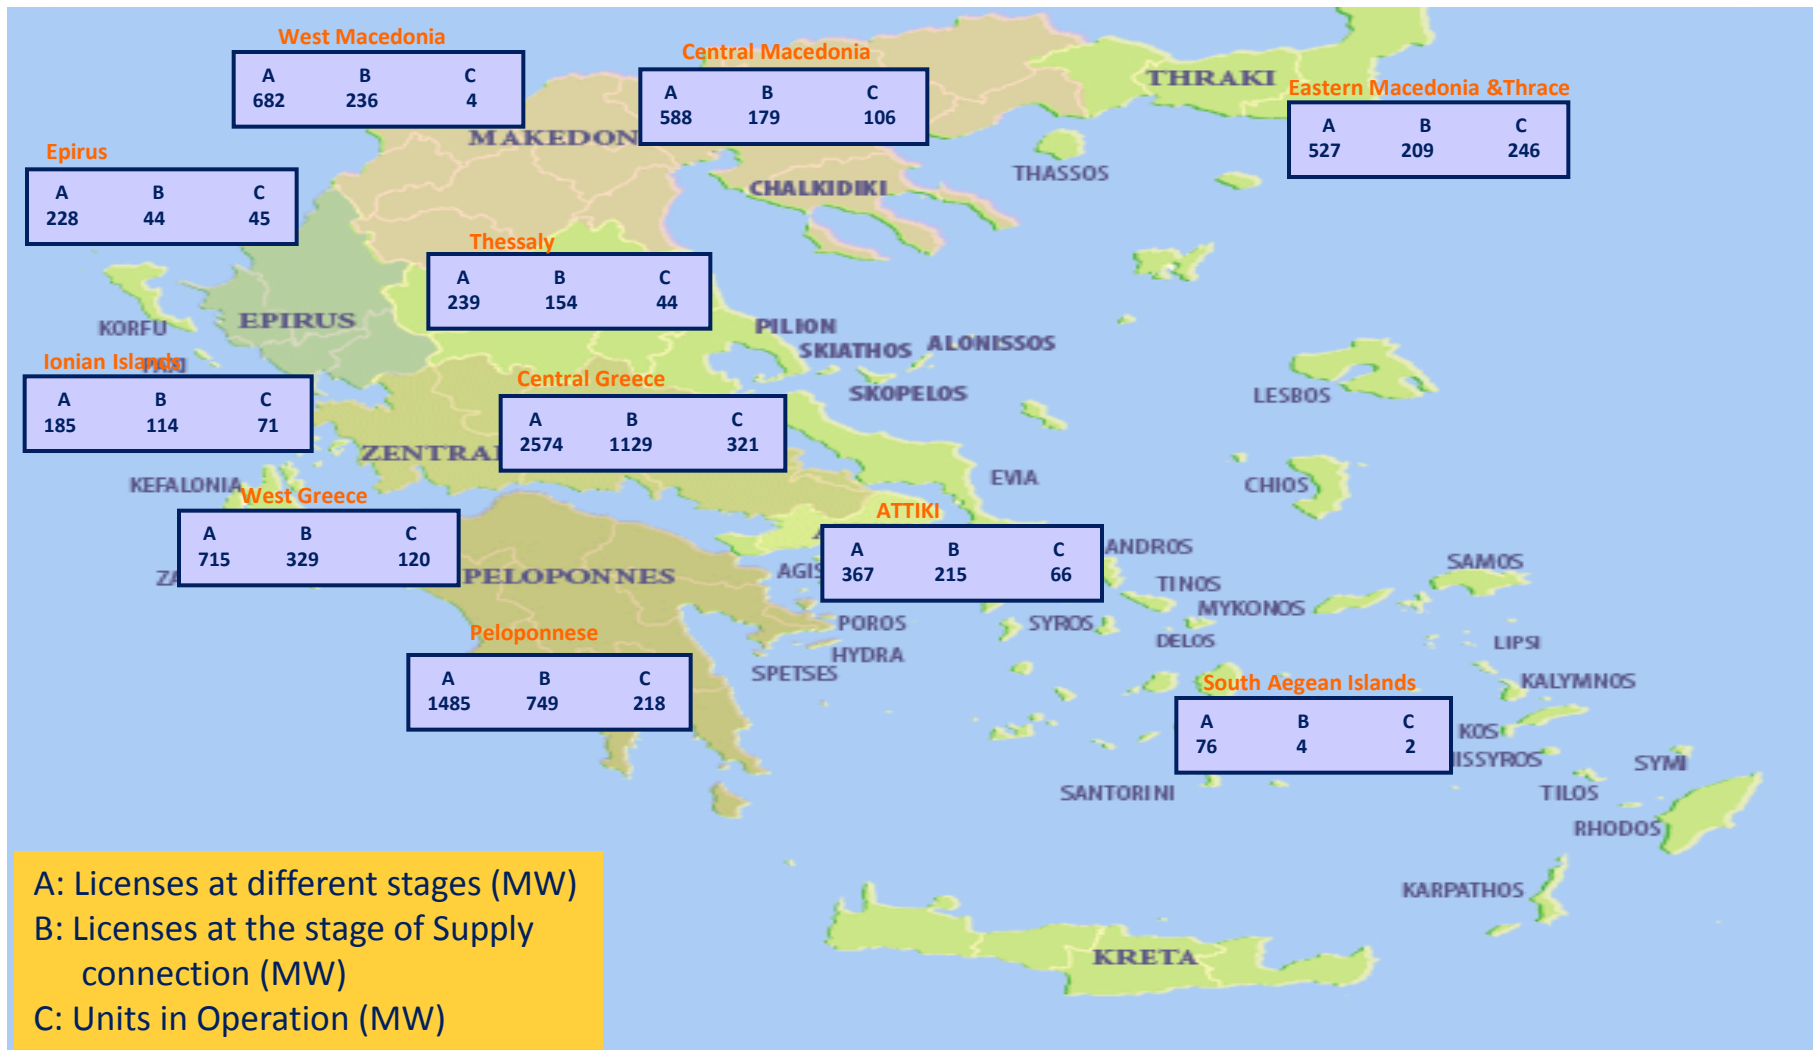 West Macedonia
A B C
682 236 4
Central Macedonia
A B C
588 179 106
THRAKI
Eastern Macedonia &Thrace
A B C
527 209 246
MAKEDON
Epirus
A B C
228 44 45
THASSOS
CHALKIDIKI
Thessaly
A B C
239 154 44
KORFU
EPIRUS
PILION
SKIATHOS
ALONISSOS
SKOPELOS
LESBOS
Ionian Islands
A B C
185 114 71
Central Greece
A B C
2574 1129 321
ZENTRA
EVIA
CHIOS
KEFALONIA
West Greece
A B C
715 329 120
ZA
PELOPONNES
ATTIKI
A B C
367 215 66
AGIS
ANDROS
TINOS
MYKONOS
SAMOS
POROS
SYROS
DELOS
HYDRA
SPETSES
LIPSI
KALYMNOS
Peloponnese
A B C
1485 749 218
South Aegean Islands
A B C
76 4 2
KOS
ISSYROS
SYMI
SANTORINI
TILOS
RHODOS
KARPATHOS
KRETA
A: Licenses at different stages (MW)
B: Licenses at the stage of Supply
connection (MW)
C: Units in Operation (MW)